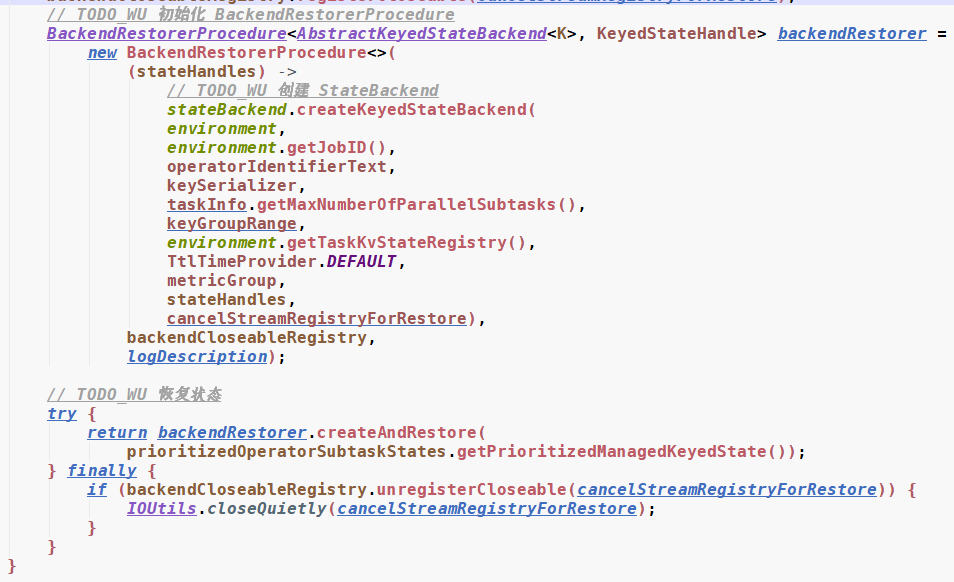 // TODO_WU 初始化 BackendRestorerProcedure
BackendRestorerProcedure<AbstractKeyedStateBackend<K>, KeyedStateHandle> backendRestorer =
new BackendRestorerProcedure<>(
(stateHandles) ->
// TODO_WU 创建 StateBackend
stateBackend.createKeyedStateBackend(
environment,
environment.getJobID(),
operatorIdentifierText,
keySerializer,
taskInfo.getMaxNumberOfParallelSubtasks(),
keyGroupRange,
environment.getTaskKvStateRegistry(),
TtlTimeProvider.DEFAULT,
metricGroup,
stateHandles,
cancelStreamRegistryForRestore),
backendCloseableRegistry,
logDescription);
// TODO_WU 恢复状态
try {
return backendRestorer.createAndRestore(
prioritizedOperatorSubtaskStates.getPrioritizedManagedKeyedState());
} finally {
if (backendCloseableRegistry.unregisterCloseable(cancelStreamRegistryForRestore)) {
IOUtils.closeQuietly(cancelStreamRegistryForRestore);
}
}
}